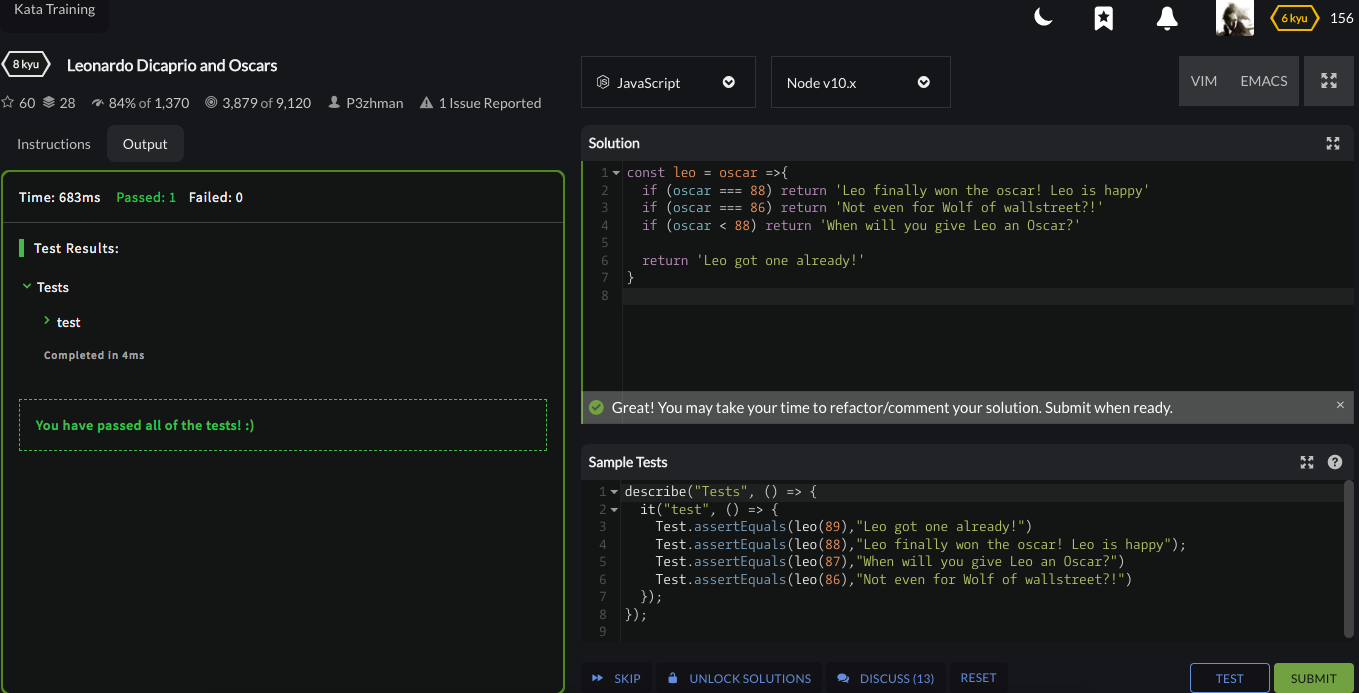 Kata Training
6 kyu 156
8 kyu Leonardo Dicaprio and Oscars
60 28 84% of 1,370 3,879 of 9,120 P3zhman 1 Issue Reported
Instructions Output
Time: 683ms Passed: 1 Failed: 0
Test Results:
Tests
test
Completed in 4ms
You have passed all of the tests! :)
JavaScript Node v10.x VIM EMACS
Solution
1 const leo = oscar =>{
2 if (oscar === 88) return 'Leo finally won the oscar! Leo is happy'
3 if (oscar === 86) return 'Not even for Wolf of wallstreet?!'
4 if (oscar < 88) return 'When will you give Leo an Oscar?'
5
6 return 'Leo got one already!'
7 }
8
Great! You may take your time to refactor/comment your solution. Submit when ready. ×
Sample Tests ?
1 describe("Tests", () => {
2 it("test", () => {
3 Test.assertEquals(leo(89),"Leo got one already!")
4 Test.assertEquals(leo(88),"Leo finally won the oscar! Leo is happy");
5 Test.assertEquals(leo(87),"When will you give Leo an Oscar?")
6 Test.assertEquals(leo(86),"Not even for Wolf of wallstreet?!")
7 });
8 });
9
SKIP UNLOCK SOLUTIONS DISCUSS (13) RESET TEST SUBMIT